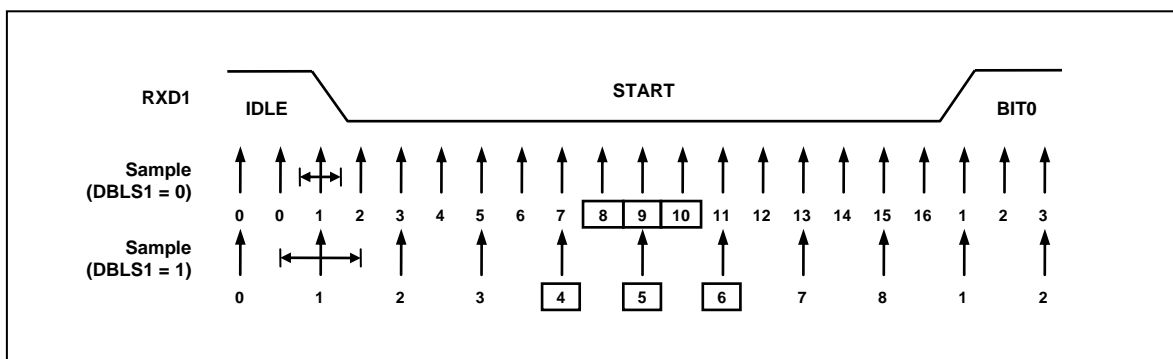 RXD1
IDLE
START
BIT0
Sample
(DBLS1 = 0)
0 0 1 2 3 4 5 6 7 8 9 10 11 12 13 14 15 16 1 2 3
Sample
(DBLS1 = 1)
0 1 2 3 4 5 6 7 8 1 2